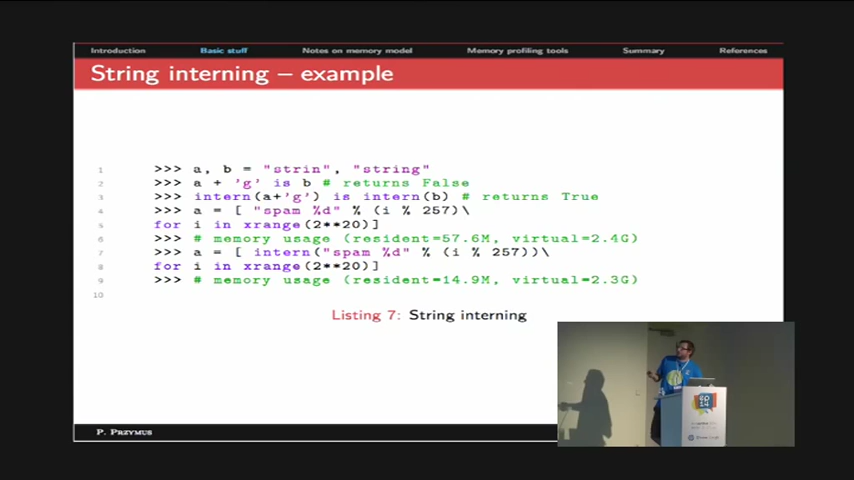 Introduction Basic stuff Notes on memory model Memory profiling tools Summary References
String interning – example
1 >>> a, b = "strin", "string"
2 >>> a + 'g' is b # returns False
3 >>> intern(a+'g') is intern(b) # returns True
4 >>> a = [ "spam %d" % (i % 257)\
5 for i in xrange(2**20)]
6 >>> # memory usage (resident=57.6M, virtual=2.4G)
7 >>> a = [ intern("spam %d" % (i % 257))\
8 for i in xrange(2**20)]
9 >>> # memory usage (resident=14.9M, virtual=2.3G)
10
Listing 7: String interning
P. PRZYMUS